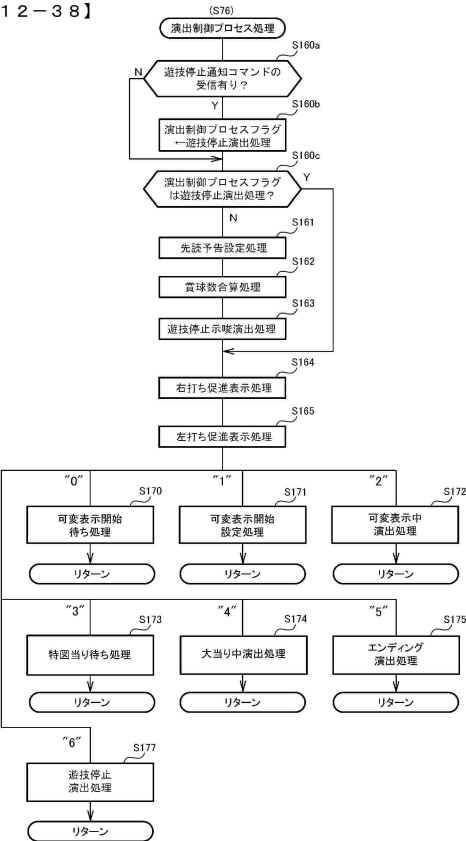 12-38】
(S76)
演出制御プロセス処理
S160a
遊技停止通知コマンドの
受信有り?
N
Y
S160b
演出制御プロセスフラグ
←遊技停止演出処理
S160c
演出制御プロセスフラグ
は遊技停止演出処理?
Y
N
S161
先読予告設定処理
S162
賞球数合算処理
S163
遊技停止示唆演出処理
S164
右打ち促進表示処理
S165
左打ち促進表示処理
"0"
"1"
"2"
S170
S171
S172
可変表示開始
待ち処理
可変表示開始
設定処理
可変表示中
演出処理
リターン
リターン
リターン
"3"
"4"
"5"
S173
S174
S175
特図当り待ち処理
大当り中演出処理
エンディング
演出処理
リターン
リターン
リターン
"6"
S177
遊技停止
演出処理
リターン